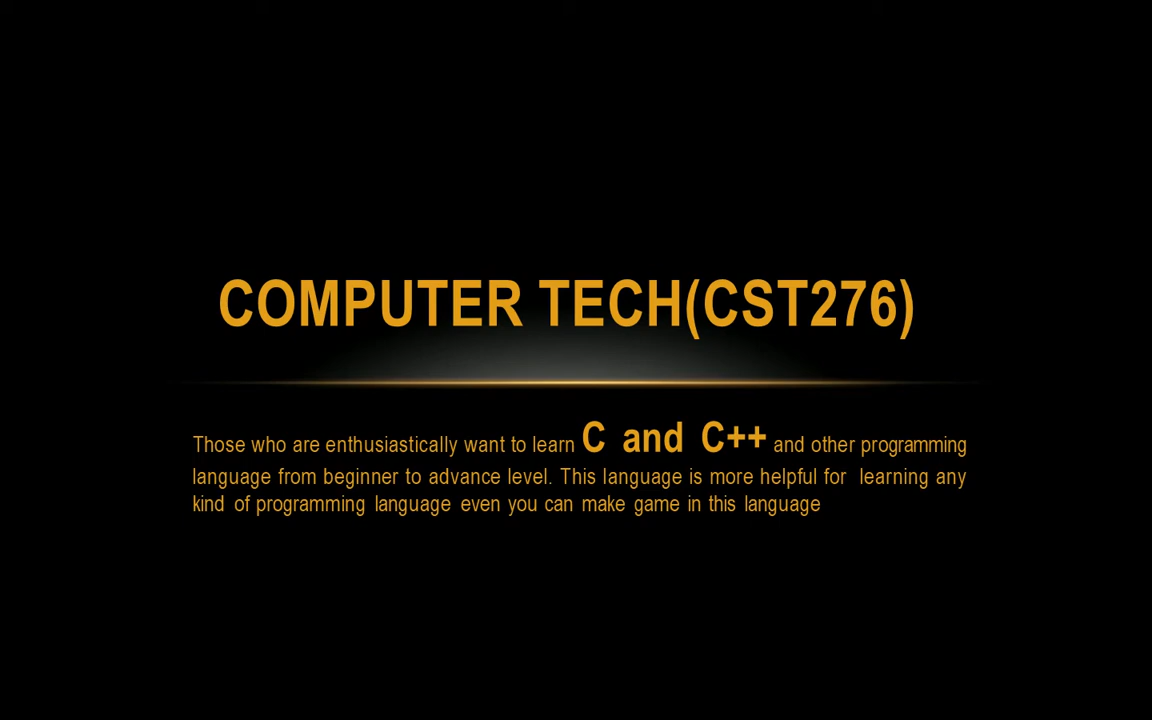 COMPUTER TECH(CST276)
Those who are enthusiastically want to learn C and C++ and other programming
language from beginner to advance level. This language is more helpful for learning any
kind of programming language even you can make game in this language